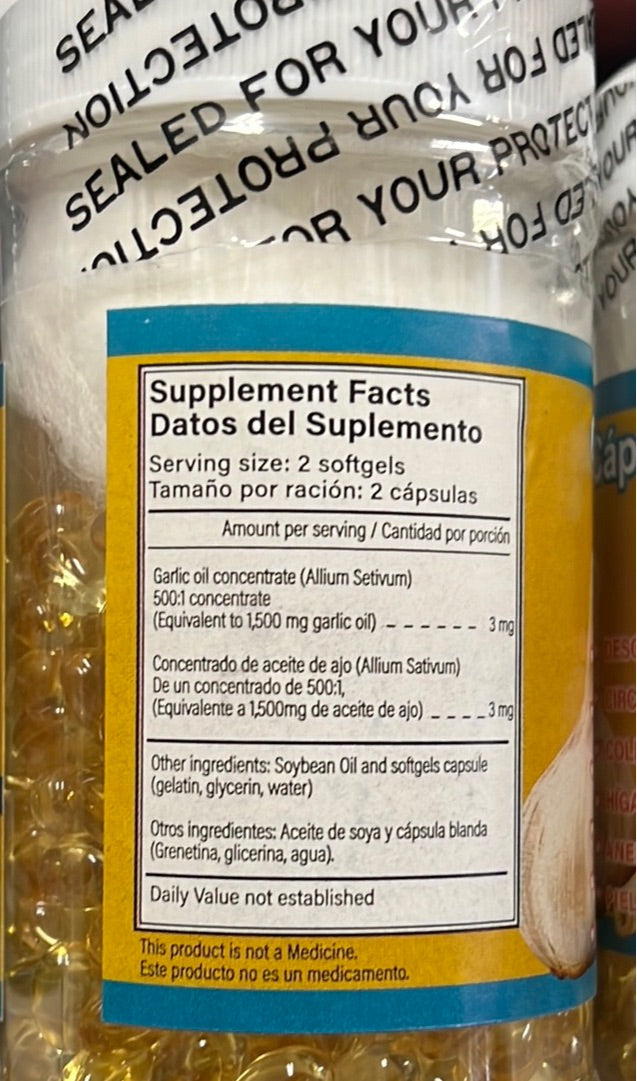 SEALED FOR YOUR
PROTECTION
SEALED FOR YOUR PROTECTION
FOR YOUR PROTECT
Supplement Facts
Datos del Suplemento
Serving size: 2 softgels
Tamaño por ración: 2 cápsulas
Amount per serving / Cantidad por porción
Garlic oil concentrate (Allium Setivum)
500:1 concentrate
(Equivalent to 1,500 mg garlic oil) - - - - - - 3 mg
Concentrado de aceite de ajo (Allium Sativum)
De un concentrado de 500:1,
(Equivalente a 1,500mg de aceite de ajo) - - - - 3 mg
Other ingredients: Soybean Oil and softgels capsule
(gelatin, glycerin, water)
Otros ingredientes: Aceite de soya y cápsula blanda
(Grenetina, glicerina, agua).
Daily Value not established
This product is not a Medicine.
Este producto no es un medicamento.